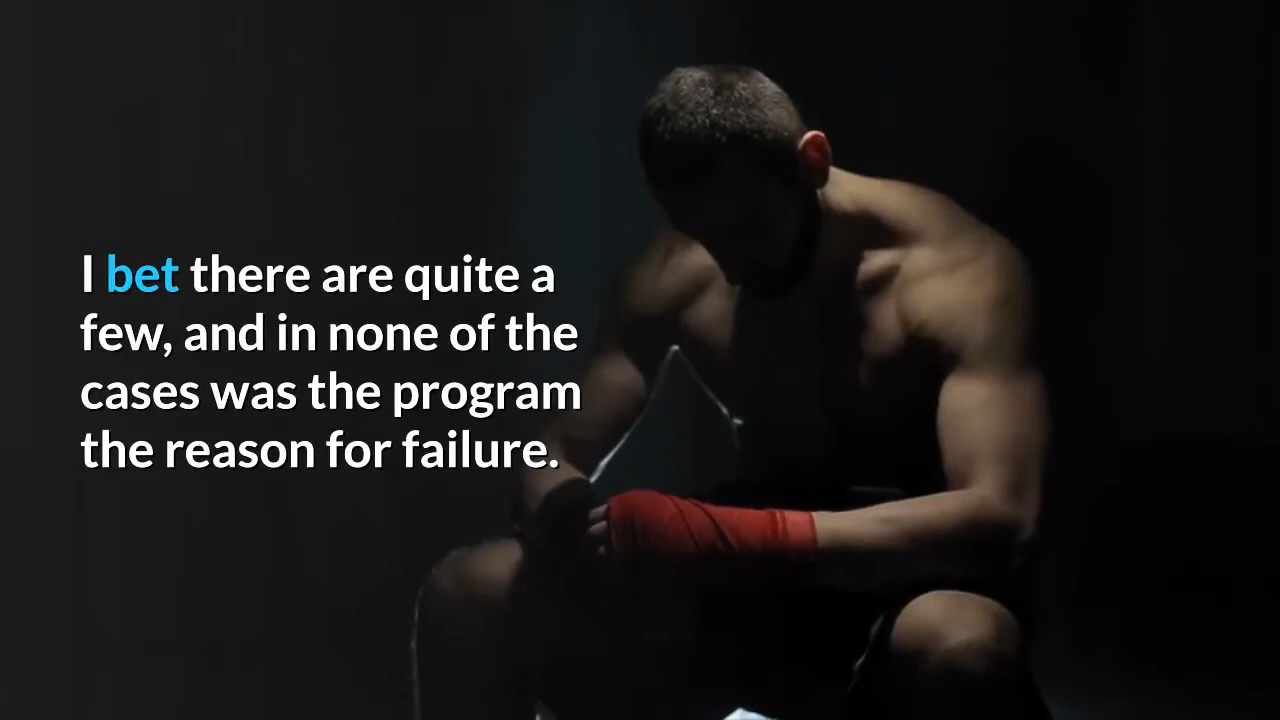 I bet there are quite a
few, and in none of the
cases was the program
the reason for failure.